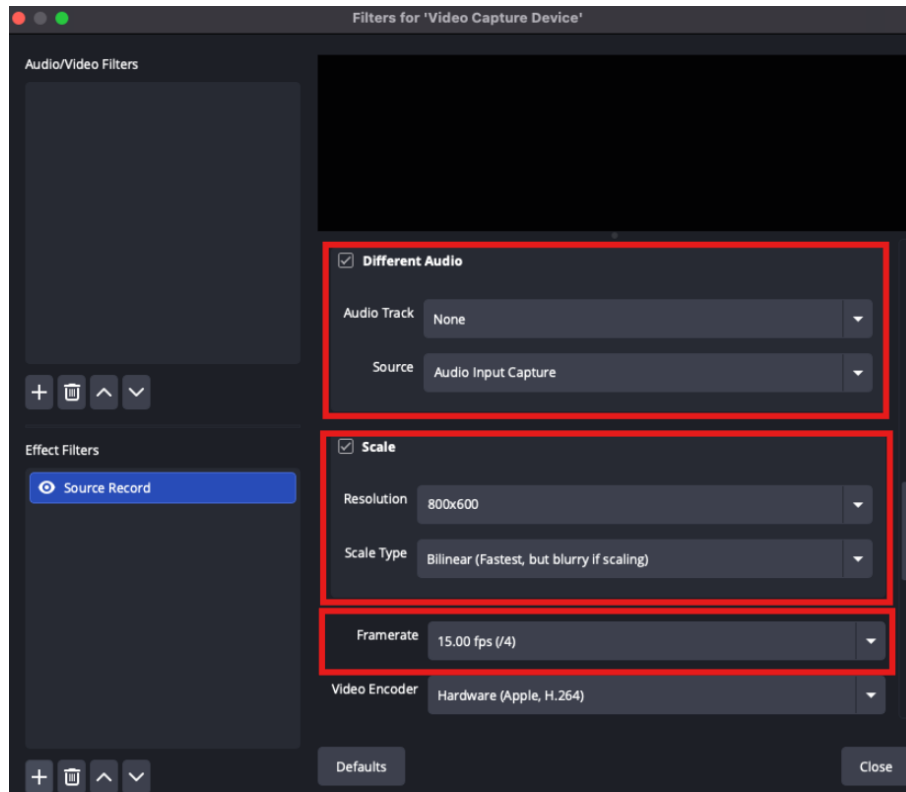 Filters for 'Video Capture Device'
Audio/Video Filters
Different Audio
Audio Track
None
Source
Audio Input Capture
Effect Filters
Source Record
Scale
Resolution
800x600
Scale Type
Bilinear (Fastest, but blurry if scaling)
Framerate
15.00 fps (/4)
Video Encoder
Hardware (Apple, H.264)
Defaults
Close